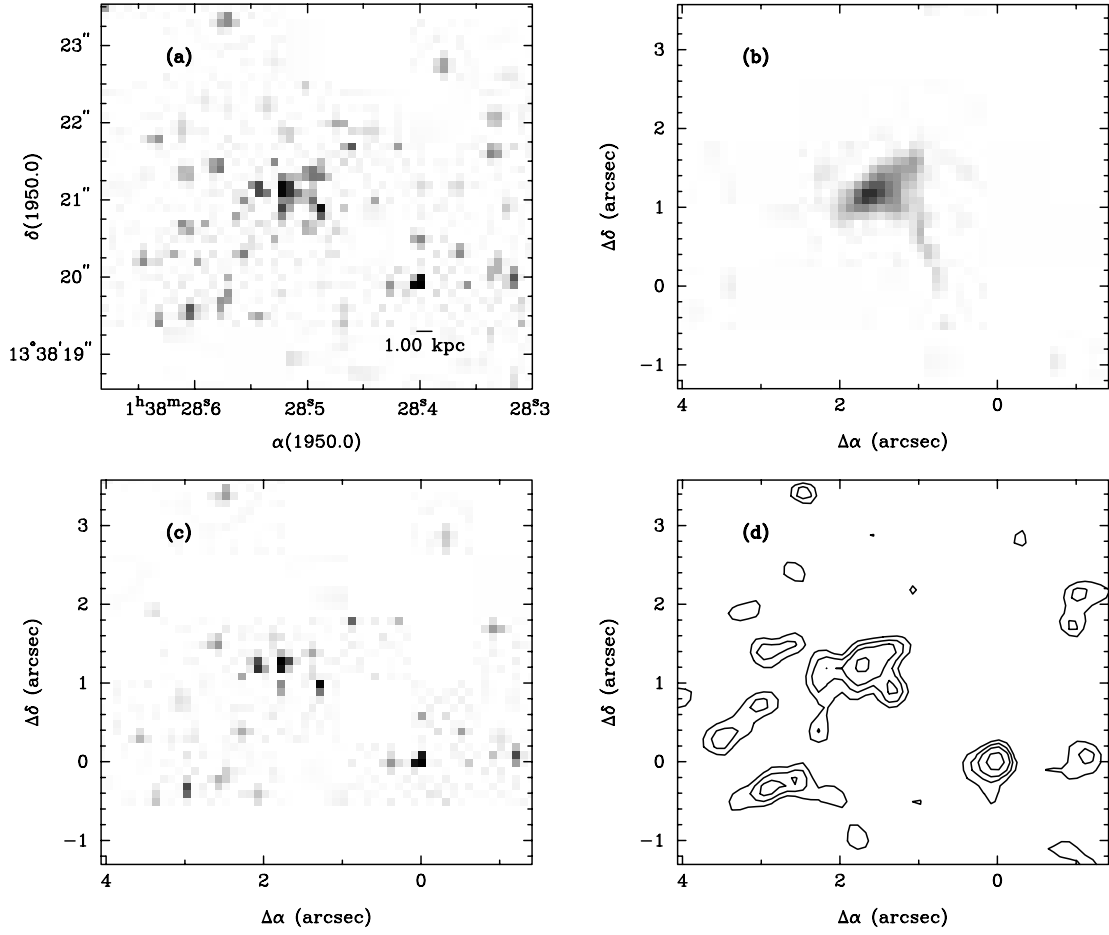 (a)
23"
22"
21"
20"
13°38'19"
δ(1950.0)
1.00 kpc
1ʰ38ᵐ28ˢ.6
28ˢ.5
28ˢ.4
28ˢ.3
α(1950.0)
(b)
3
2
1
0
−1
Δδ (arcsec)
4
2
0
Δα (arcsec)
(c)
3
2
1
0
−1
Δδ (arcsec)
4
2
0
Δα (arcsec)
(d)
3
2
1
0
−1
Δδ (arcsec)
4
2
0
Δα (arcsec)